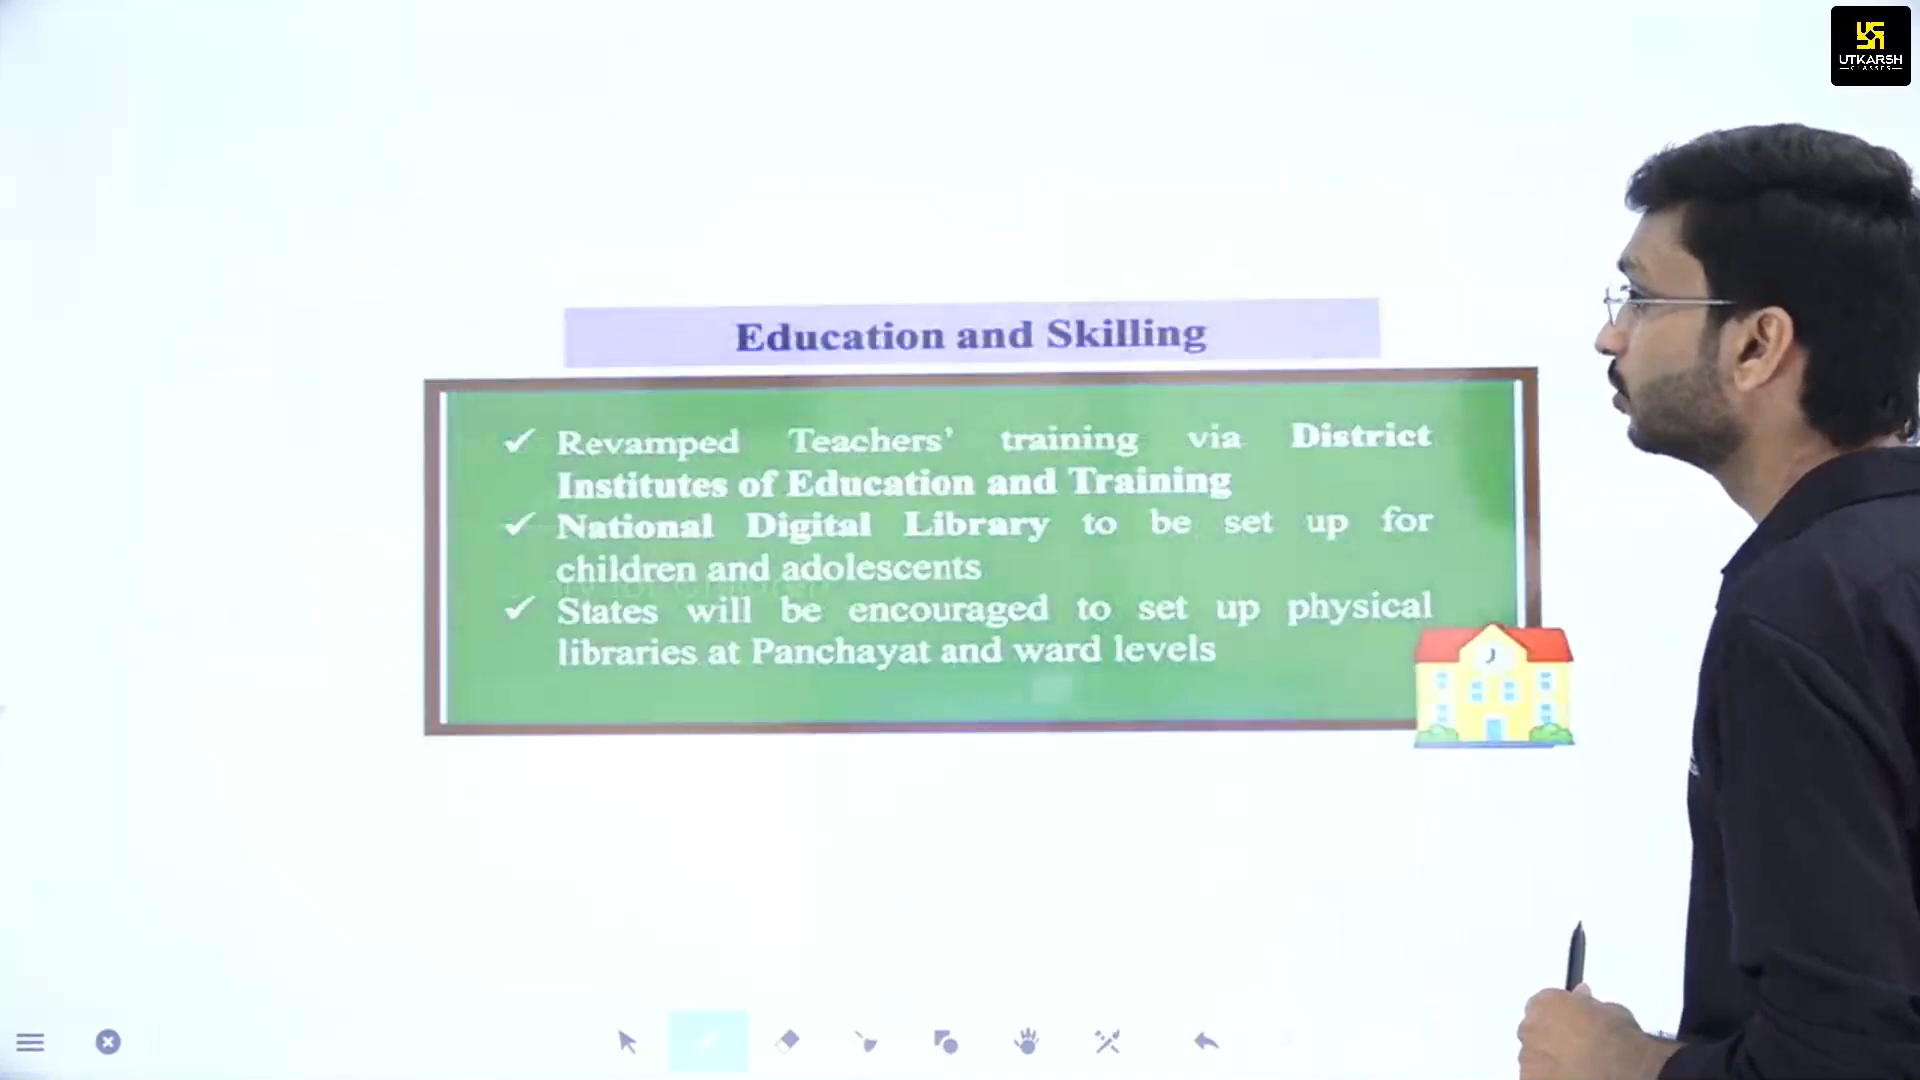 UTKARSH
CLASSES
Education and Skilling
✓ Revamped Teachers' training via District
Institutes of Education and Training
✓ National Digital Library to be set up for
children and adolescents
✓ States will be encouraged to set up physical
libraries at Panchayat and ward levels